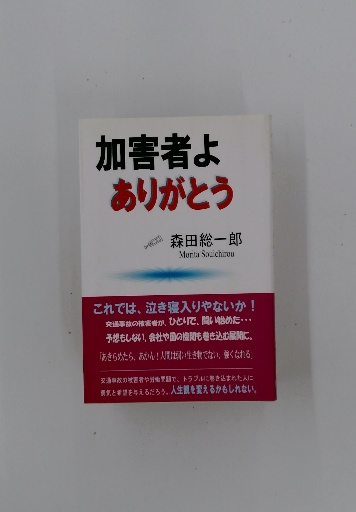 加害者よ
ありがとう
森田総一郎
Morita Souichirou
これでは、泣き寝入りやないか！
交通事故の被害者が、ひとりで、闘い始めた…
予想もしない、会社や国の機関も巻き込む展開に。
「あきらめたら、あかん！人間は弱い生き物でない、強くなれる」
交通事故の被害者や労働問題で、トラブルに巻き込まれた人に
勇気と希望を与えるだろう。人生観を変えるかもしれない。